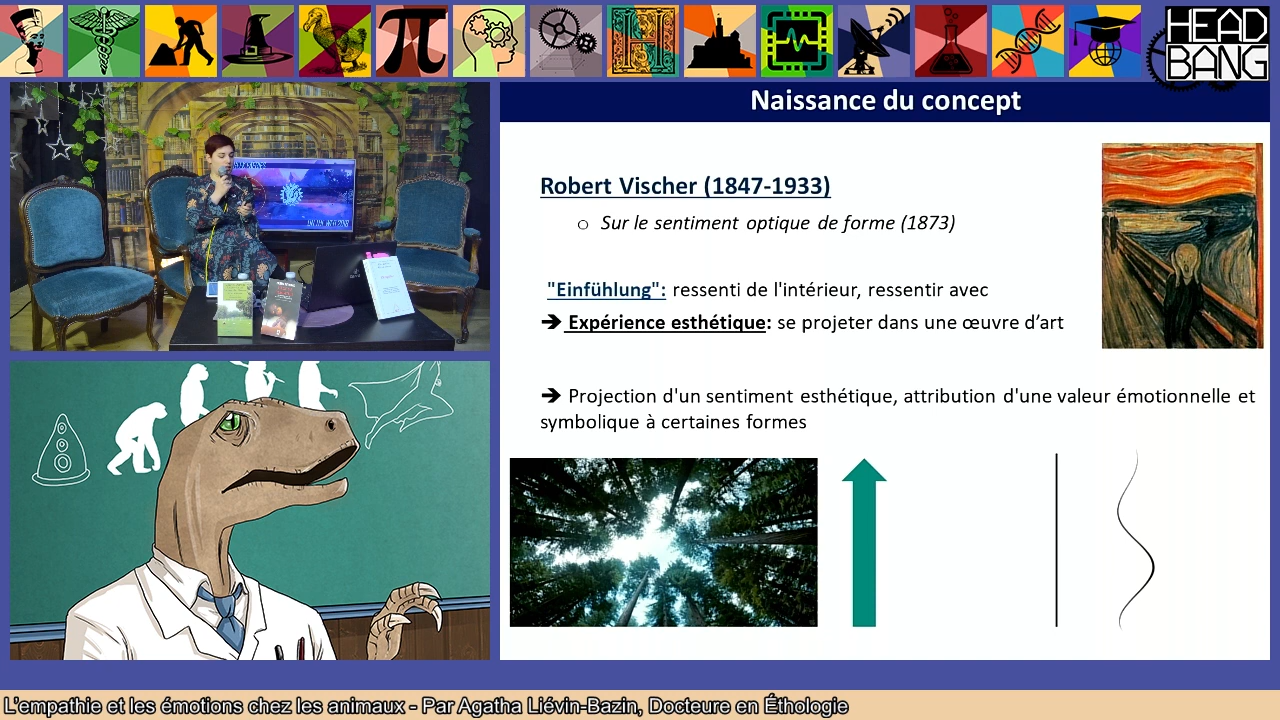 HEAD
BANG
Naissance du concept
Robert Vischer (1847-1933)
o Sur le sentiment optique de forme (1873)
"Einfühlung": ressenti de l'intérieur, ressentir avec
➔ Expérience esthétique: se projeter dans une œuvre d’art
➔ Projection d'un sentiment esthétique, attribution d'une valeur émotionnelle et
symbolique à certaines formes
L'empathie et les émotions chez les animaux - Par Agatha Liévin-Bazin, Docteure en Éthologie